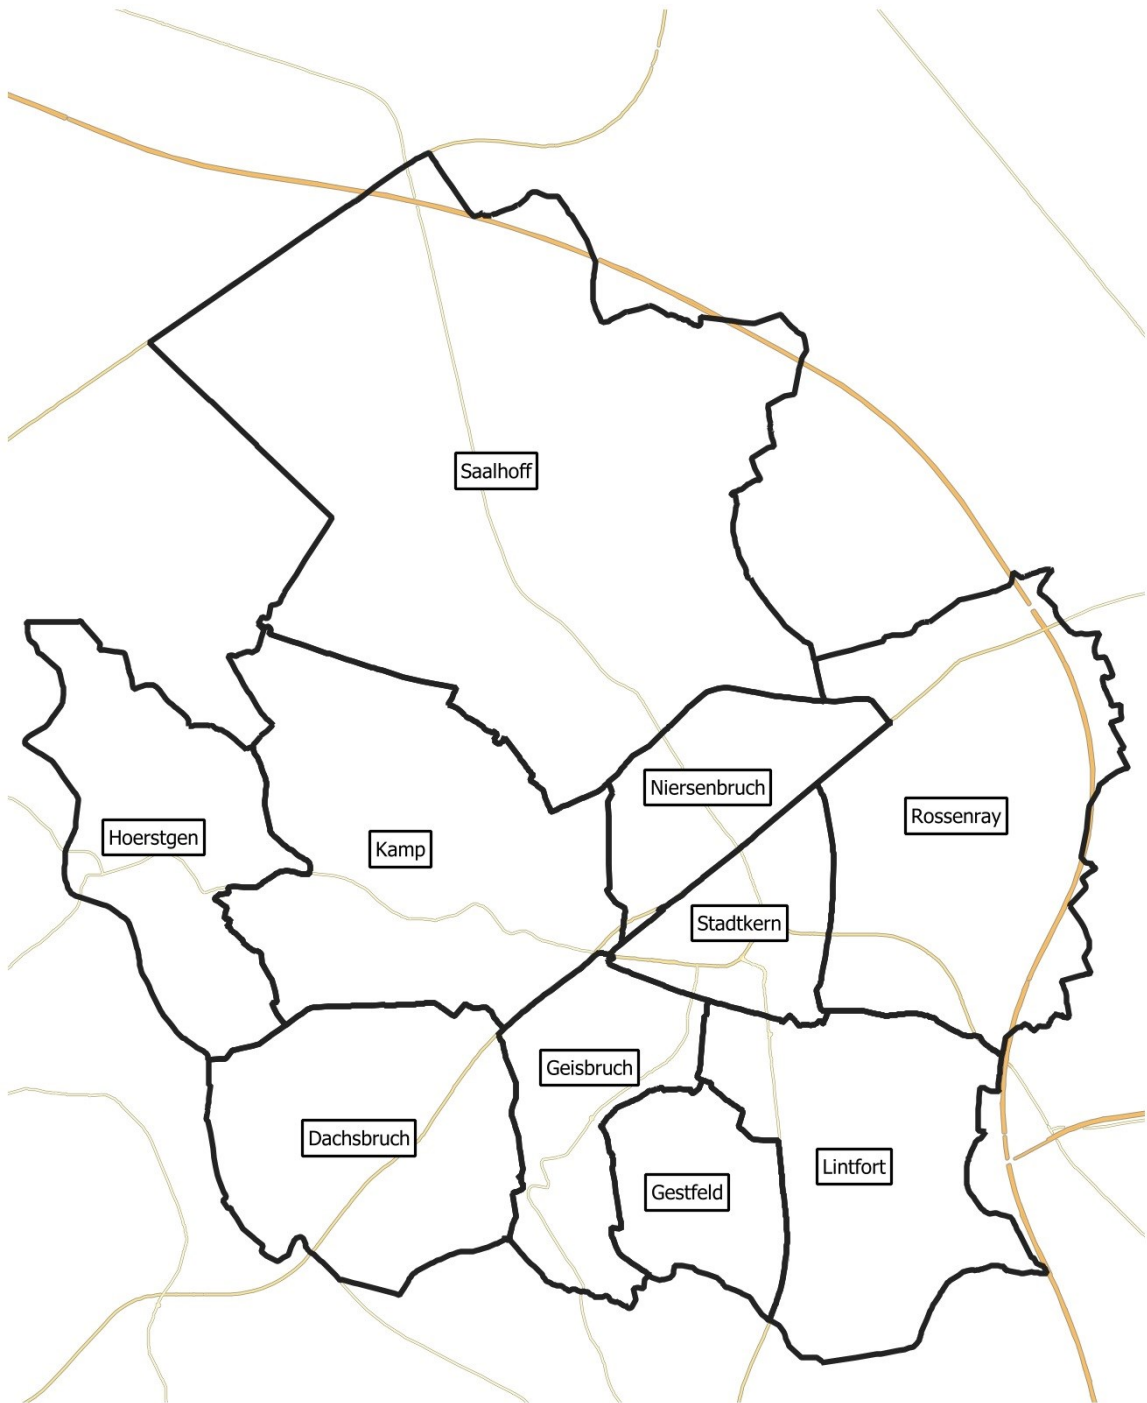 Saalhoff
Niersenbruch
Rossenray
Hoerstgen
Kamp
Stadtkern
Geisbruch
Dachsbruch
Lintfort
Gestfeld